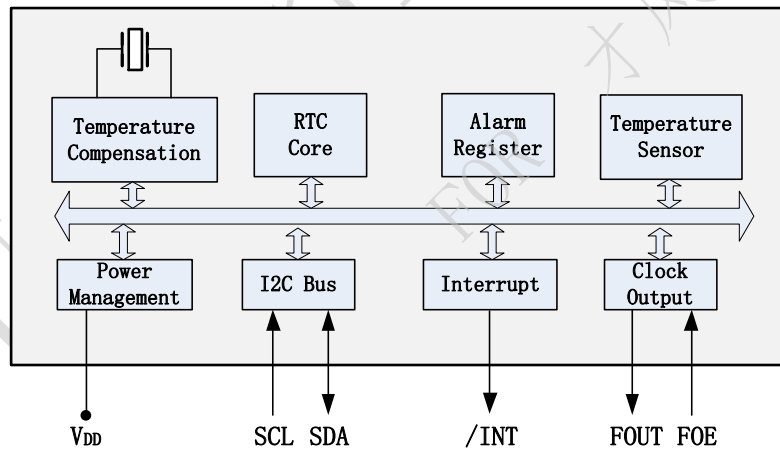 Temperature
Compensation
RTC
Core
Alarm
Register
Temperature
Sensor
Power
Management
I2C Bus
Interrupt
Clock
Output
VDD
SCL SDA
/INT
FOUT FOE
FOR